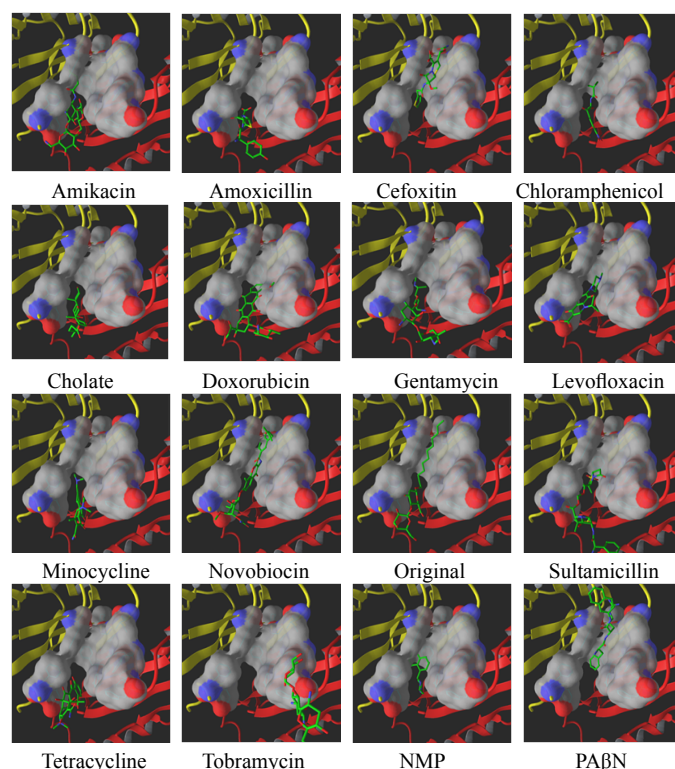 Amikacin Amoxicillin Cefoxitin Chloramphenicol
Cholate Doxorubicin Gentamycin Levofloxacin
Minocycline Novobiocin Original Sultamicillin
Tetracycline Tobramycin NMP PAβN